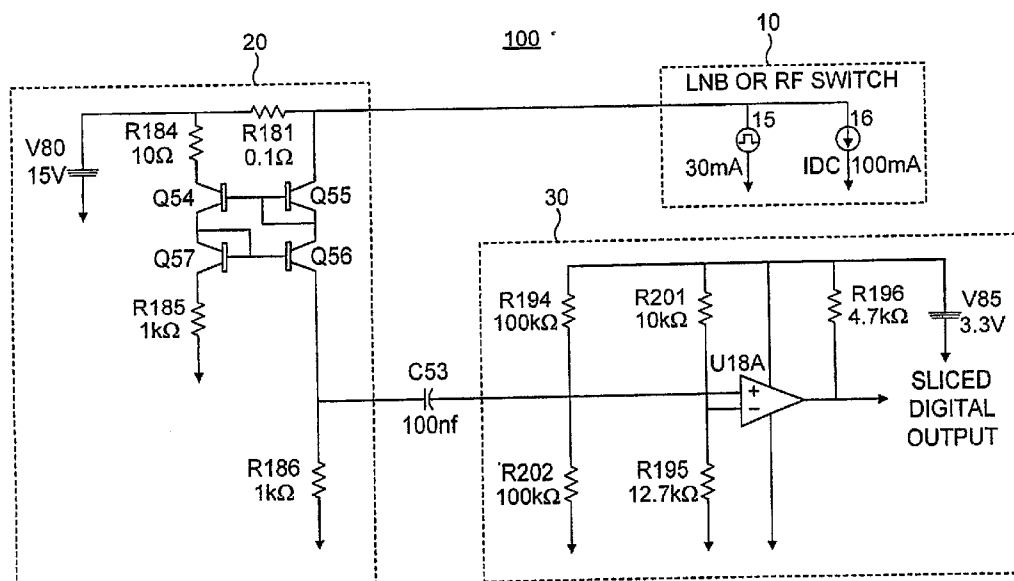 100
20
10
LNB OR RF SWITCH
15
16
30mA
IDC
100mA
V80
15V
R184
10Ω
R181
0.1Ω
Q54
Q55
Q57
Q56
R185
1kΩ
C53
100nf
R186
1kΩ
30
R194
100kΩ
R201
10kΩ
R196
4.7kΩ
V85
3.3V
U18A
+
−
SLICED
DIGITAL
OUTPUT
R202
100kΩ
R195
12.7kΩ